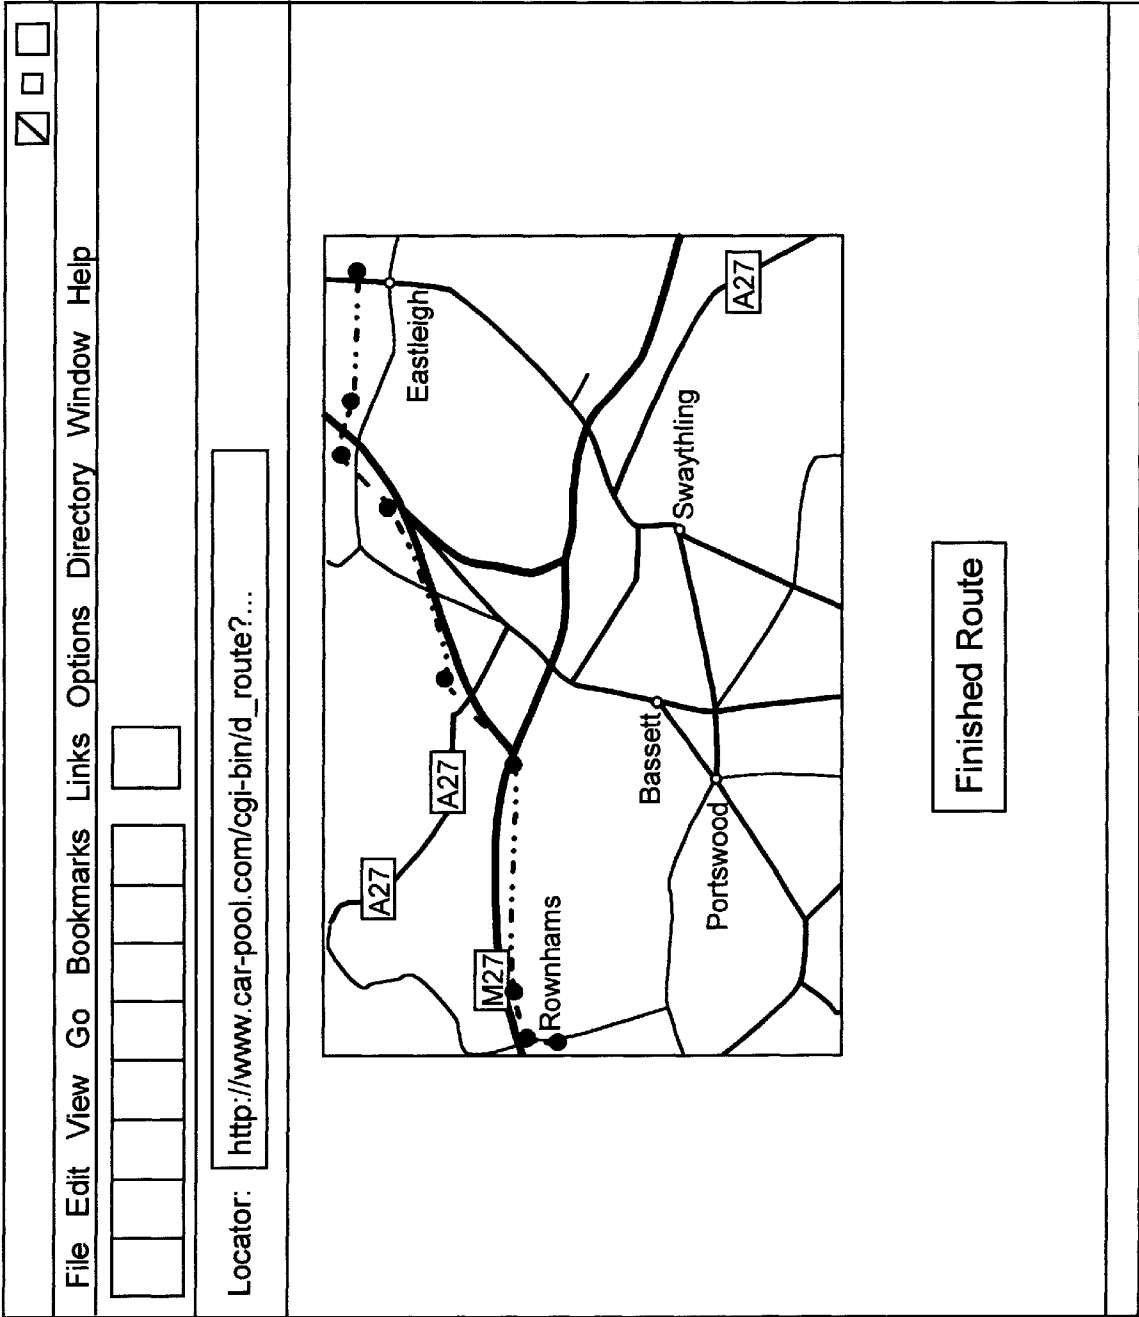 File Edit View Go Bookmarks Links Options Directory Window Help
Locator: http://www.car-pool.com/cgi-bin/d_route?...
A27
A27
Eastleigh
M27
Rownhams
Bassett
Swaythling
A27
Portswood
Finished Route